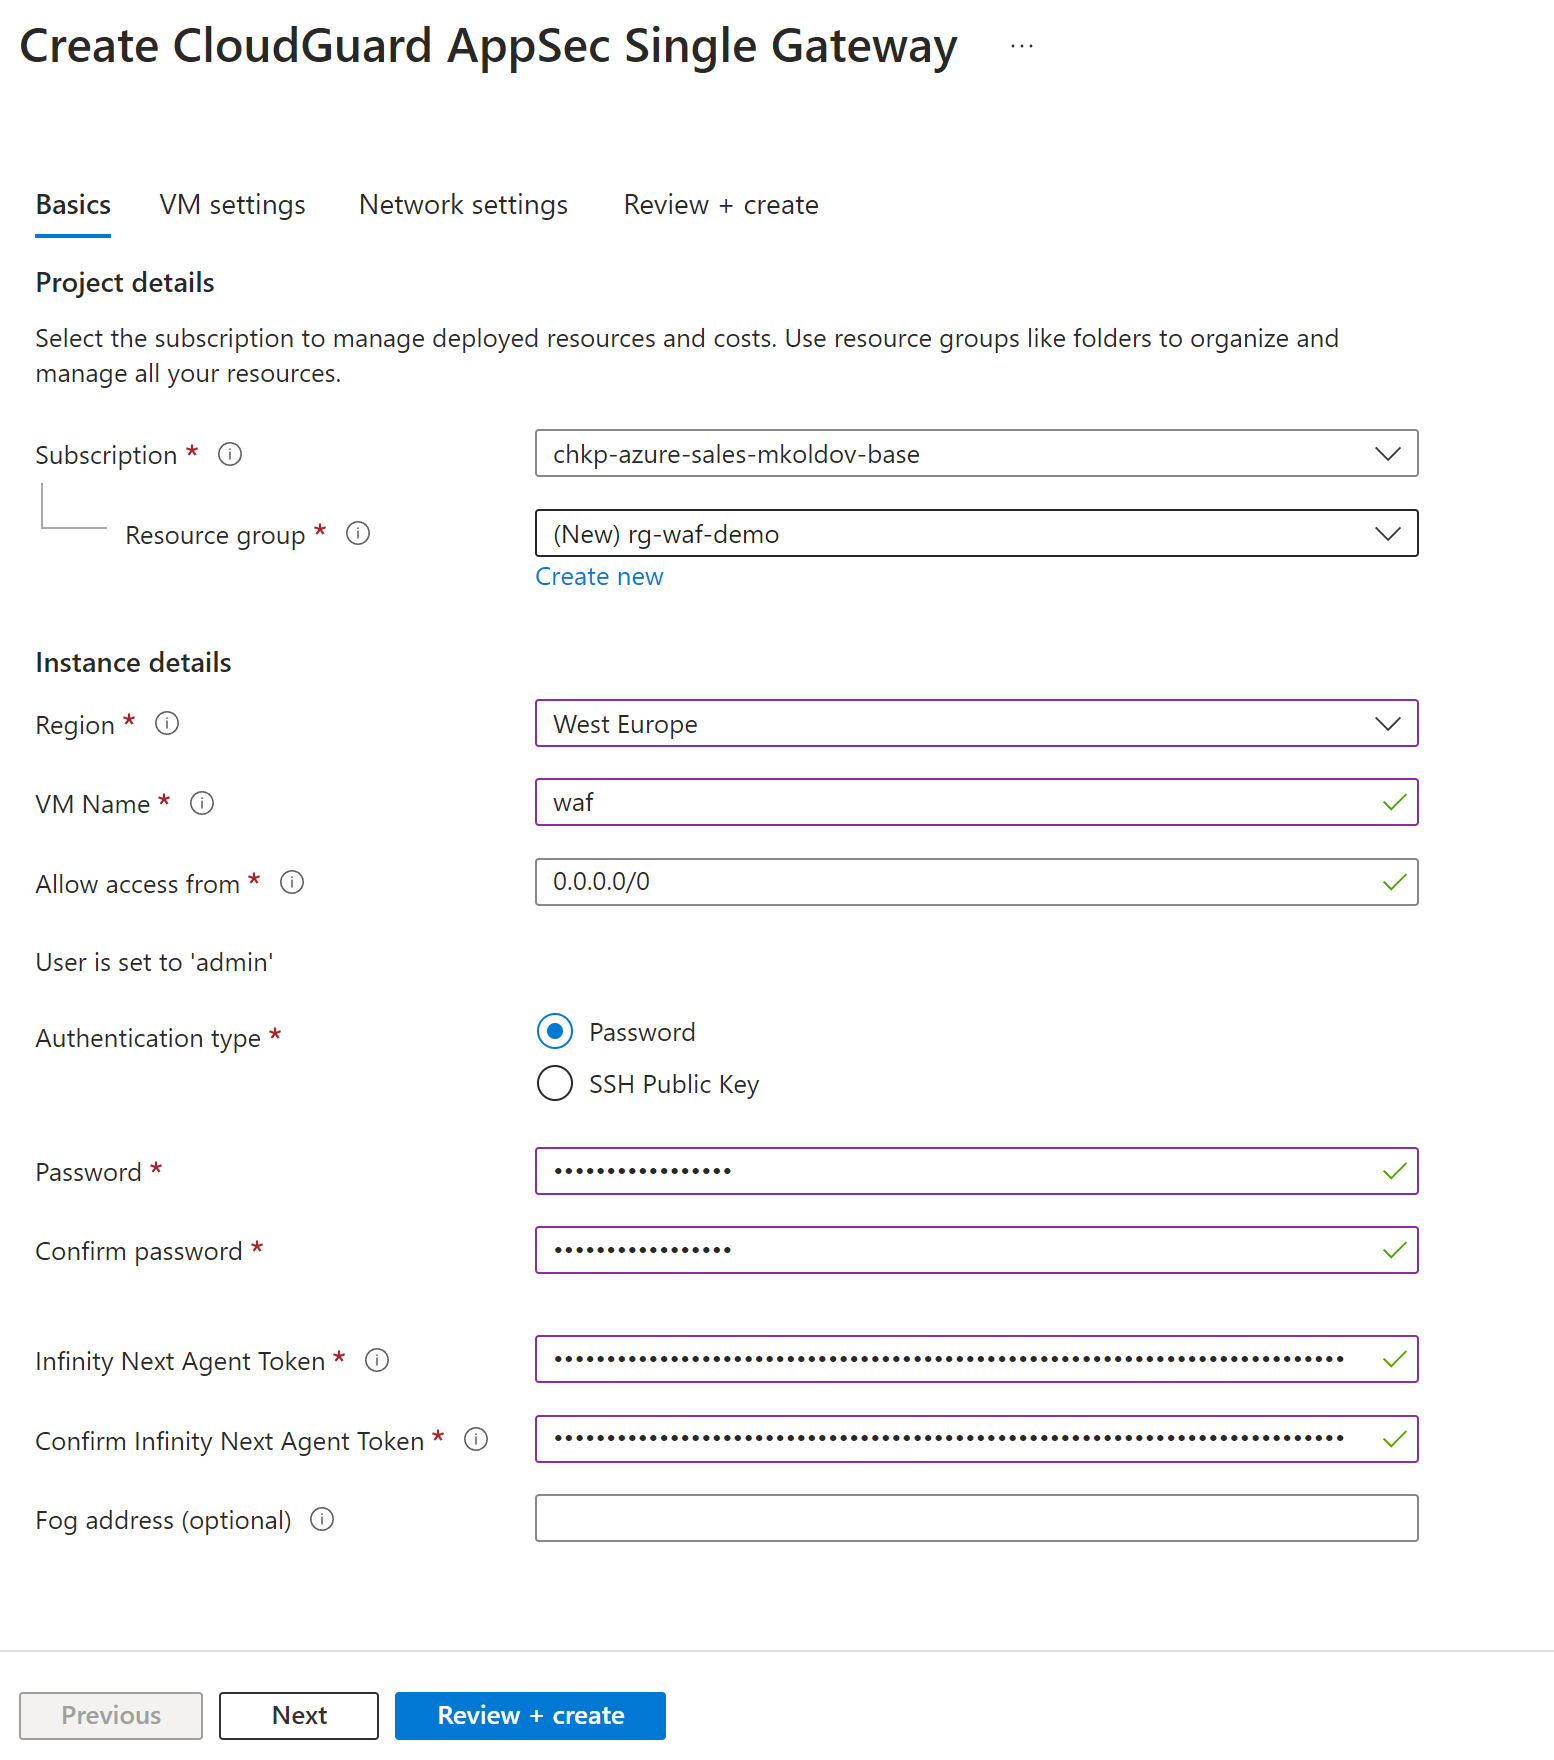 Create CloudGuard AppSec Single Gateway ...
Basics VM settings Network settings Review + create
Project details
Select the subscription to manage deployed resources and costs. Use resource groups like folders to organize and
manage all your resources.
Subscription * chkp-azure-sales-mkoldov-base
Resource group * (New) rg-waf-demo
Create new
Instance details
Region * West Europe
VM Name * waf
Allow access from * 0.0.0.0/0
User is set to 'admin'
Authentication type * Password
SSH Public Key
Password * •••••••••••••••••
Confirm password * •••••••••••••••••
Infinity Next Agent Token * •••••••••••••••••••••••••••••••••••••••••••••••••••••••••••••••••••••••••••
Confirm Infinity Next Agent Token * •••••••••••••••••••••••••••••••••••••••••••••••••••••••••••••••••••••••••••
Fog address (optional)
Previous Next Review + create